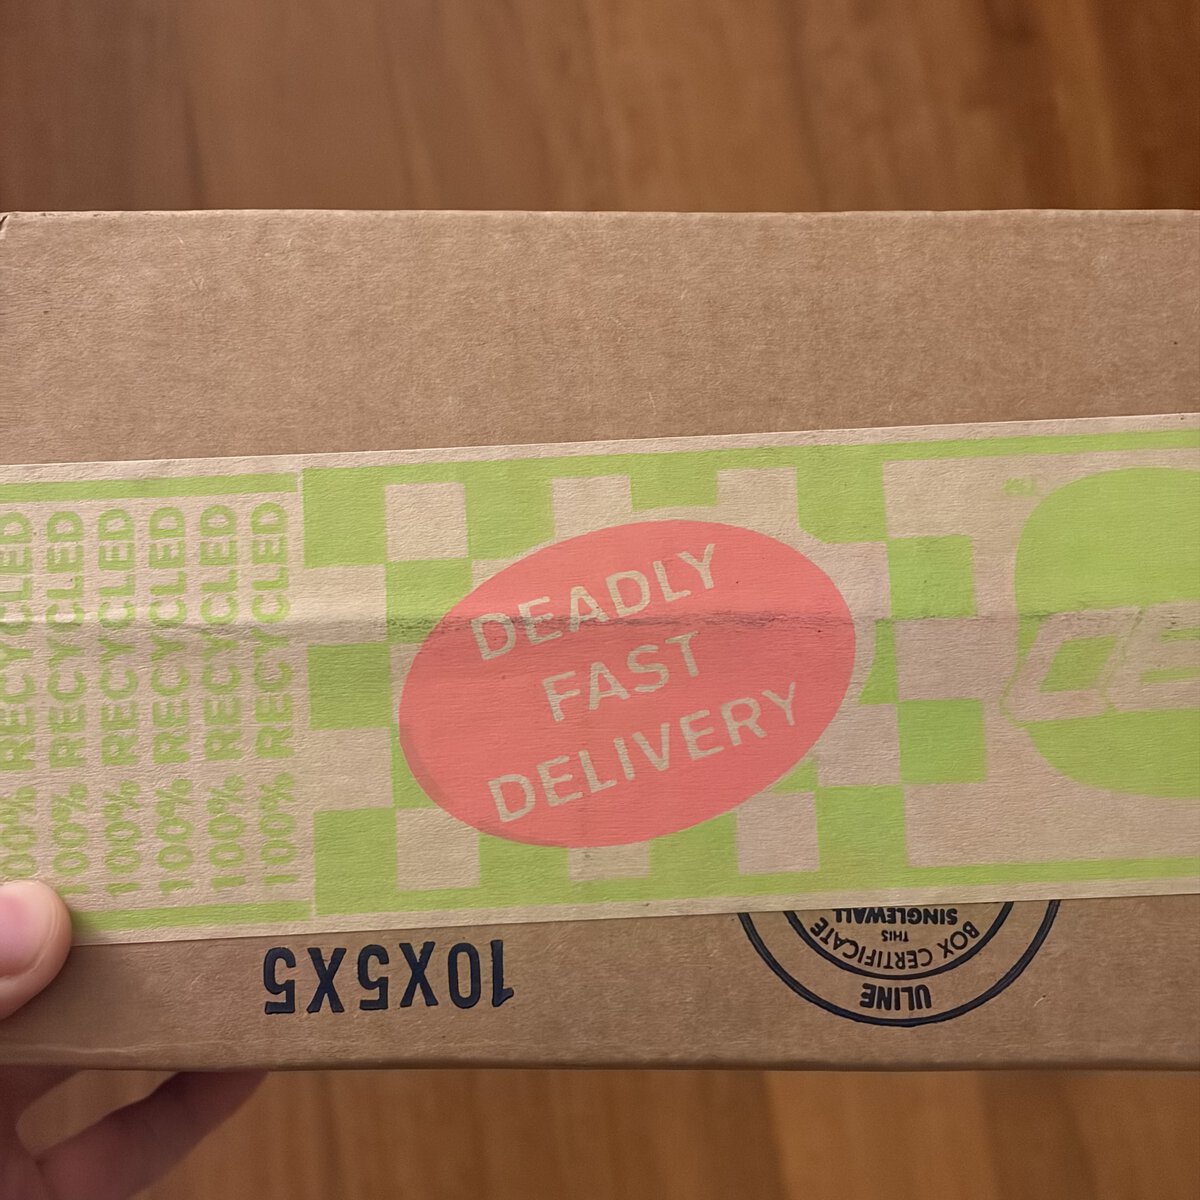 100% RECYCLED
100% RECYCLED
100% RECYCLED
100% RECYCLED
100% RECYCLED
100% RECYCLED
DEADLY
FAST
DELIVERY
CE
10X5X5
ULINE
BOX CERTIFICATE
THIS
SINGLEWALL